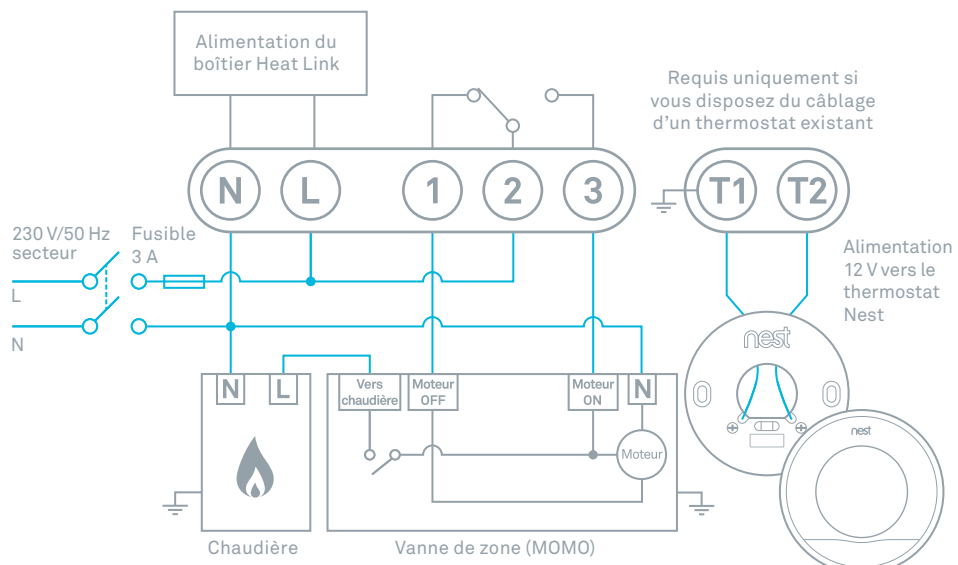 Alimentation du
boîtier Heat Link
Requis uniquement si
vous disposez du câblage
d'un thermostat existant
N
L
1
2
3
T1
T2
230 V/50 Hz
secteur
Fusible
3 A
L
N
Alimentation
12 V vers le
thermostat
Nest
nest
N
L
Vers
chaudière
Moteur
OFF
Moteur
ON
N
Moteur
nest
Chaudière
Vanne de zone (MOMO)